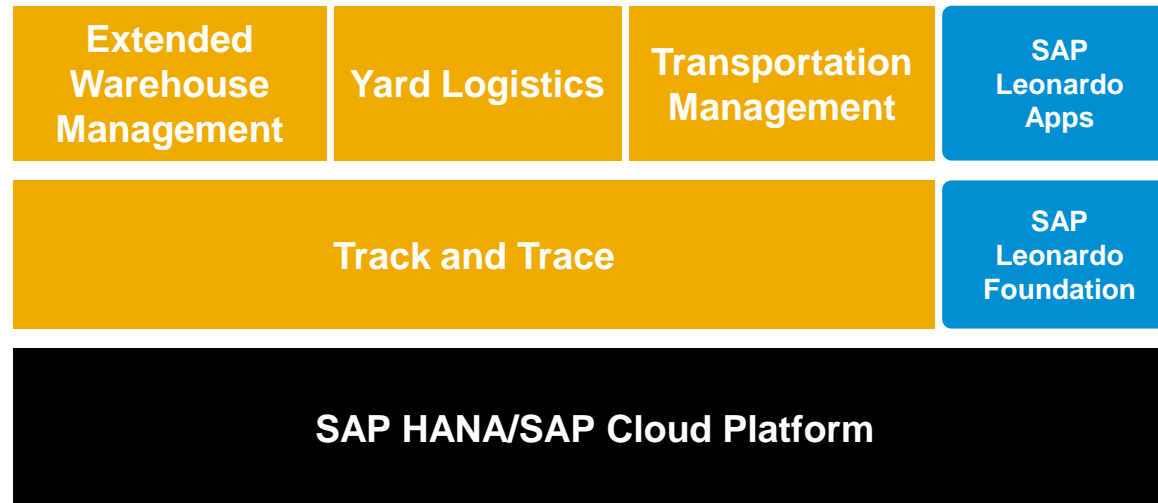 Extended
Warehouse
Management
Yard Logistics
Transportation
Management
SAP
Leonardo
Apps
Track and Trace
SAP
Leonardo
Foundation
SAP HANA/SAP Cloud Platform